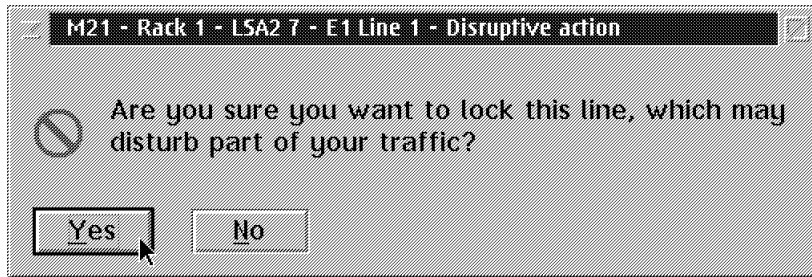 M21 - Rack 1 - LSA2 7 - E1 Line 1 - Disruptive action
Are you sure you want to lock this line, which may
disturb part of your traffic?
Yes No